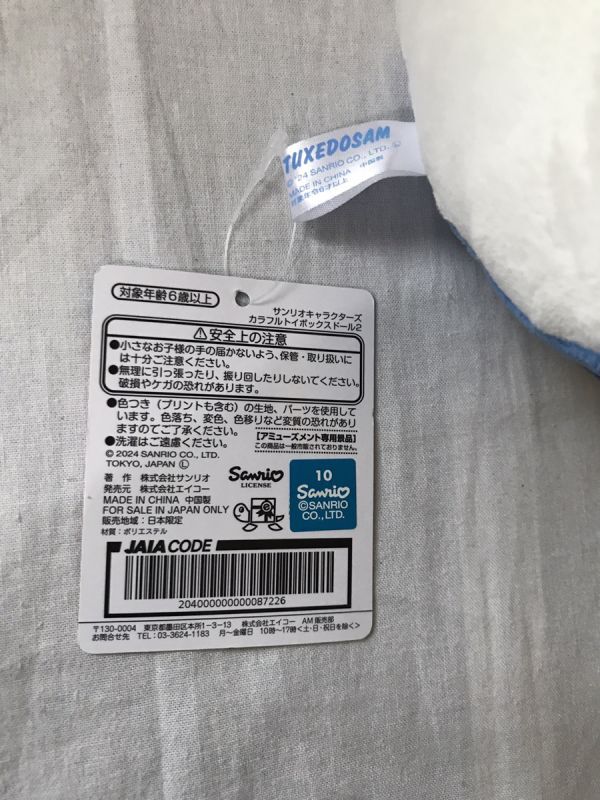 TUXEDOSAM
© '24 SANRIO CO., LTD. Ⓛ
MADE IN CHINA 中国製
対象年令6才以上
対象年齢6歳以上
サンリオキャラクターズ
カラフルトイボックスドール2
⚠安全上の注意
●小さなお子様の手の届かないよう、保管・取り扱いに
は十分ご注意ください。
●無理に引っ張ったり、振り回したりしないでください。
破損やケガの恐れがあります。
●色つき(プリントも含む)の生地、パーツを使用して
います。色落ち、変色、色移りなど変質の恐れがあり
ますのでご了承ください。
●洗濯はご遠慮ください。
【アミューズメント専用景品】
この商品は一般市販されておりません。
© 2024 SANRIO CO., LTD.
TOKYO, JAPAN Ⓛ
著 作 株式会社サンリオ
発売元 株式会社エイコー
MADE IN CHINA 中国製
FOR SALE IN JAPAN ONLY
販売地域:日本限定
材質:ポリエステル
Sanrio
LICENSE
10
Sanrio
©SANRIO
CO., LTD.
JAIA CODE
204000000000087226
〒130-0004 東京都墨田区本所1-3-13 株式会社エイコー AM販売部
お問合せ先 TEL:03-3624-1183 月〜金曜日 10時〜17時<土・日・祝日を除く>